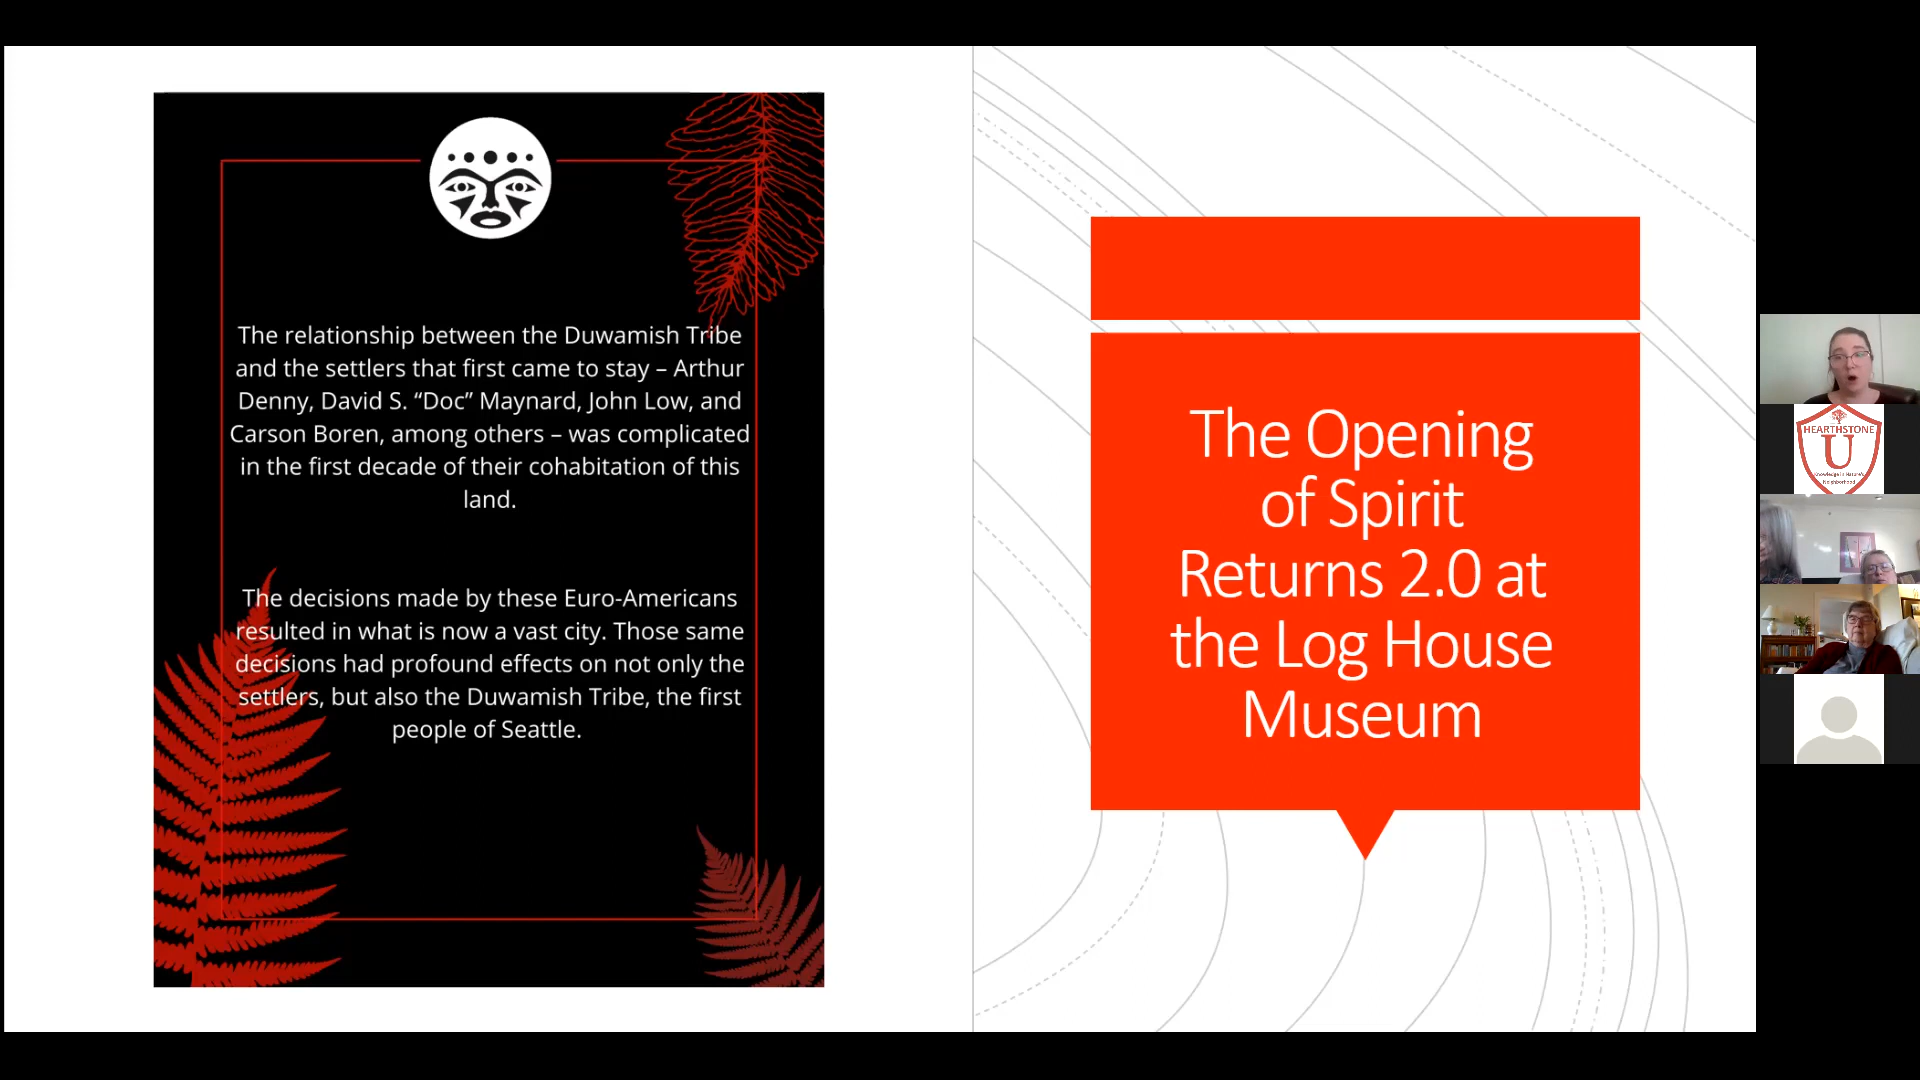 The relationship between the Duwamish Tribe
and the settlers that first came to stay – Arthur
Denny, David S. “Doc” Maynard, John Low, and
Carson Boren, among others – was complicated
in the first decade of their cohabitation of this
land.
The decisions made by these Euro-Americans
resulted in what is now a vast city. Those same
decisions had profound effects on not only the
settlers, but also the Duwamish Tribe, the first
people of Seattle.
The Opening
of Spirit
Returns 2.0 at
the Log House
Museum
HEARTHSTONE
U
Knowledge in Nature's
Neighborhood